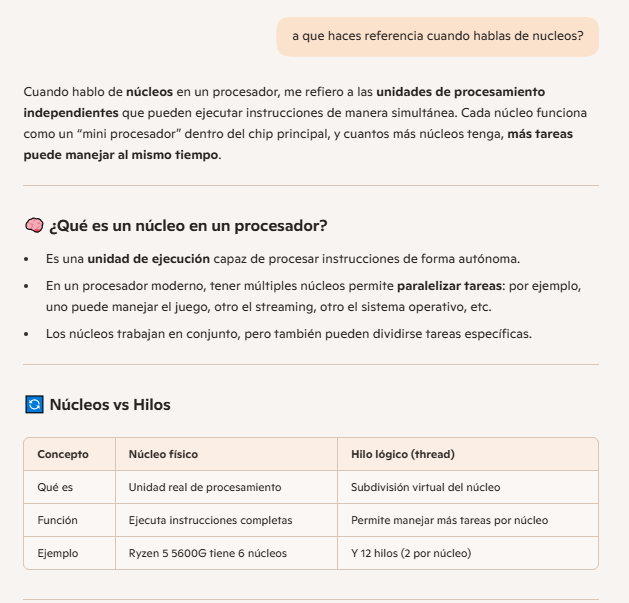 a que haces referencia cuando hablas de nucleos?
Cuando hablo de núcleos en un procesador, me refiero a las unidades de procesamiento
independientes que pueden ejecutar instrucciones de manera simultánea. Cada núcleo funciona
como un “mini procesador” dentro del chip principal, y cuantos más núcleos tenga, más tareas
puede manejar al mismo tiempo.
¿Qué es un núcleo en un procesador?
• Es una unidad de ejecución capaz de procesar instrucciones de forma autónoma.
• En un procesador moderno, tener múltiples núcleos permite paralelizar tareas: por ejemplo,
uno puede manejar el juego, otro el streaming, otro el sistema operativo, etc.
• Los núcleos trabajan en conjunto, pero también pueden dividirse tareas específicas.
Núcleos vs Hilos
Concepto Núcleo físico Hilo lógico (thread)
Qué es Unidad real de procesamiento Subdivisión virtual del núcleo
Función Ejecuta instrucciones completas Permite manejar más tareas por núcleo
Ejemplo Ryzen 5 5600G tiene 6 núcleos Y 12 hilos (2 por núcleo)